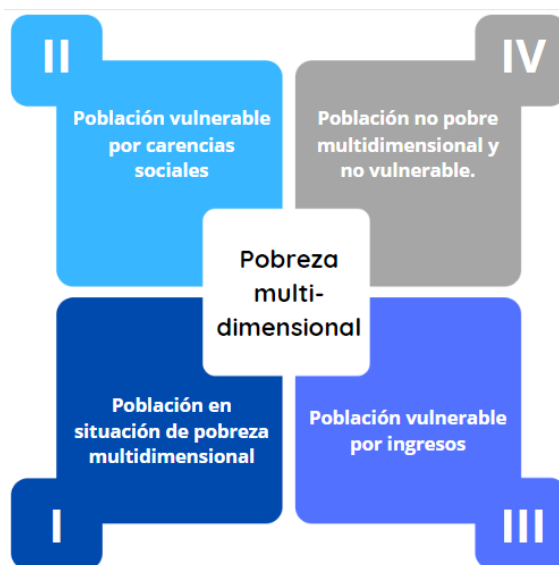 II
Población vulnerable
por carencias
sociales
IV
Población no pobre
multidimensional y
no vulnerable.
Pobreza
multi-
dimensional
Población en
situación de pobreza
multidimensional
I
Población vulnerable
por ingresos
III